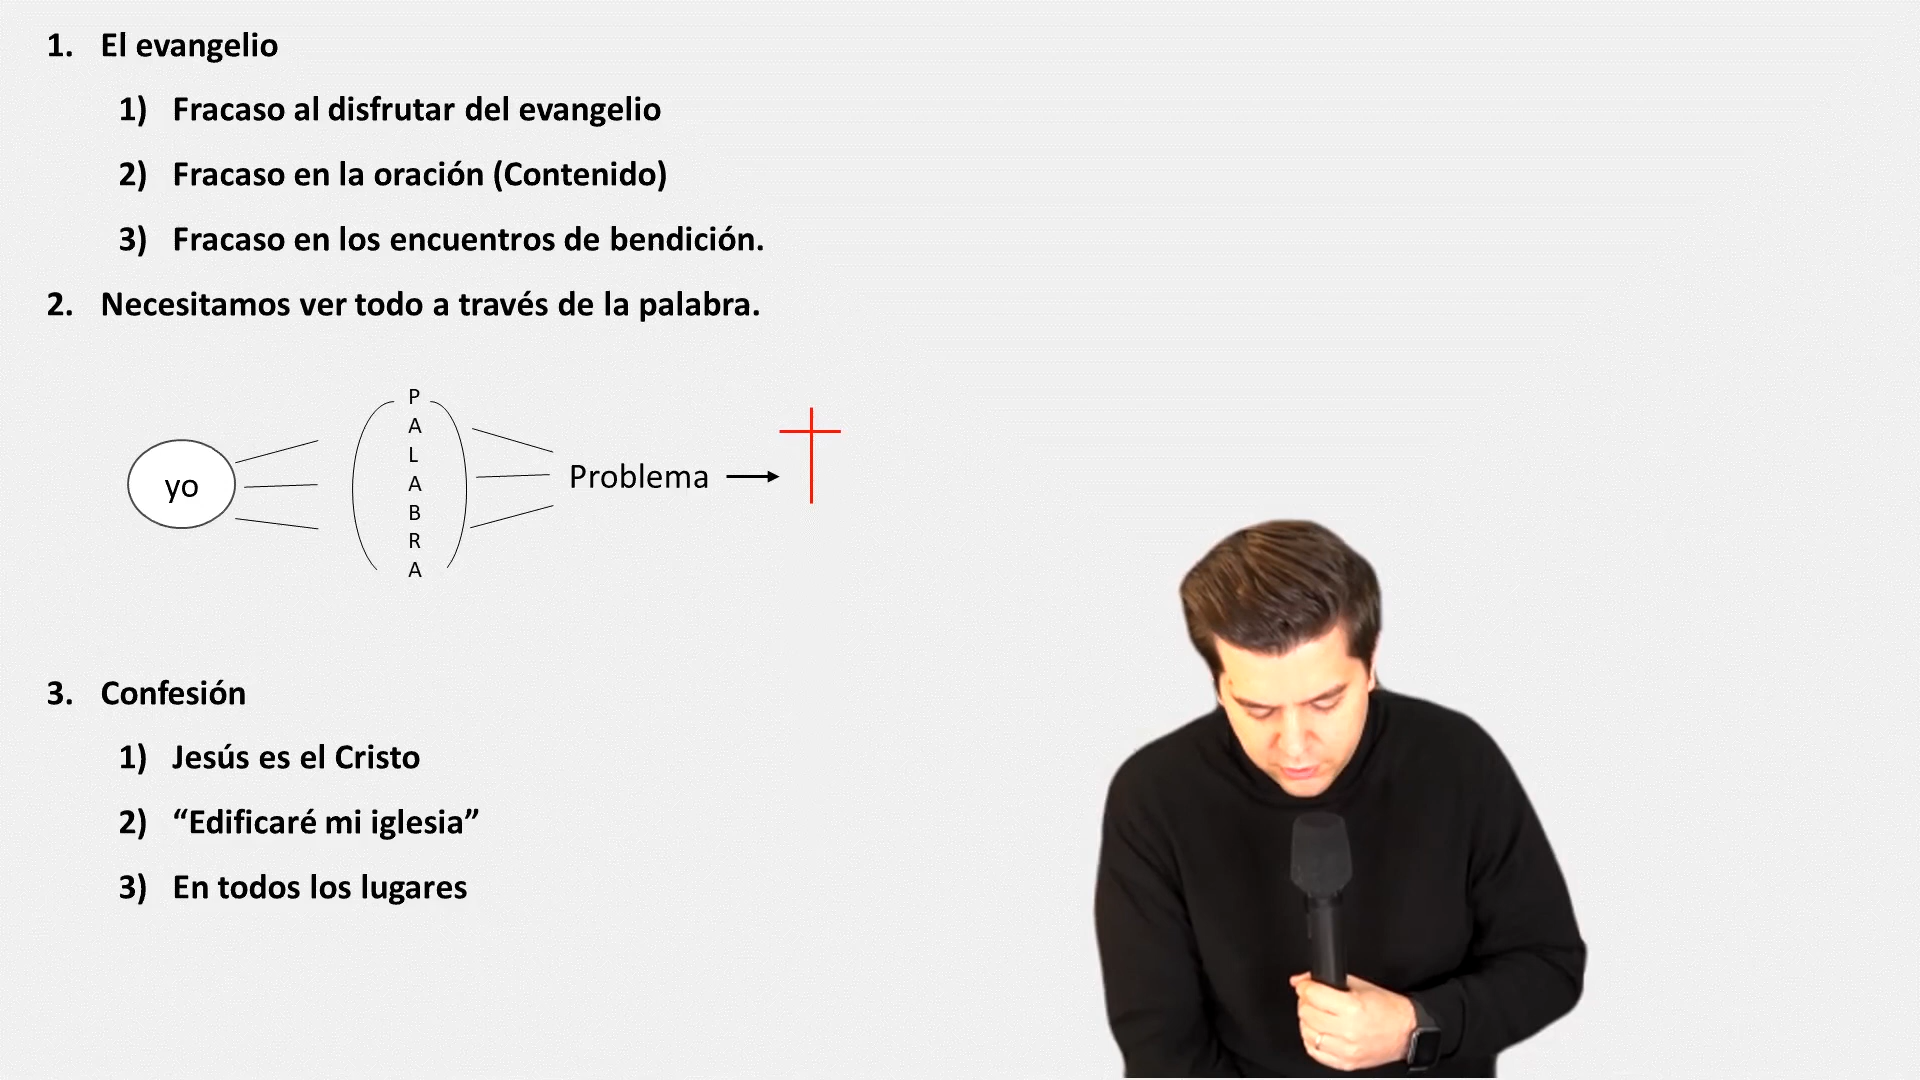 1. El evangelio
1) Fracaso al disfrutar del evangelio
2) Fracaso en la oración (Contenido)
3) Fracaso en los encuentros de bendición.
2. Necesitamos ver todo a través de la palabra.
yo
P
A
L
A
B
R
A
Problema
3. Confesión
1) Jesús es el Cristo
2) “Edificaré mi iglesia”
3) En todos los lugares